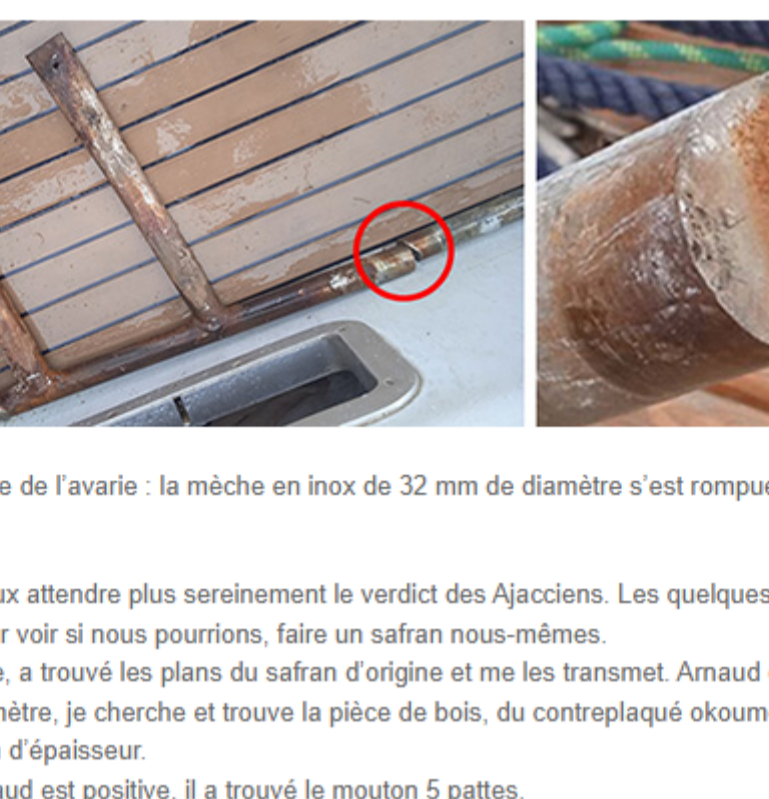 e de l’avarie : la mèche en inox de 32 mm de diamètre s’est rompue
ux attendre plus sereinement le verdict des Ajacciens. Les quelques
r voir si nous pourrions, faire un safran nous-mêmes.
e, a trouvé les plans du safran d’origine et me les transmet. Arnaud
mètre, je cherche et trouve la pièce de bois, du contreplaqué okoum
d’épaisseur.
aud est positive, il a trouvé le mouton 5 pattes.